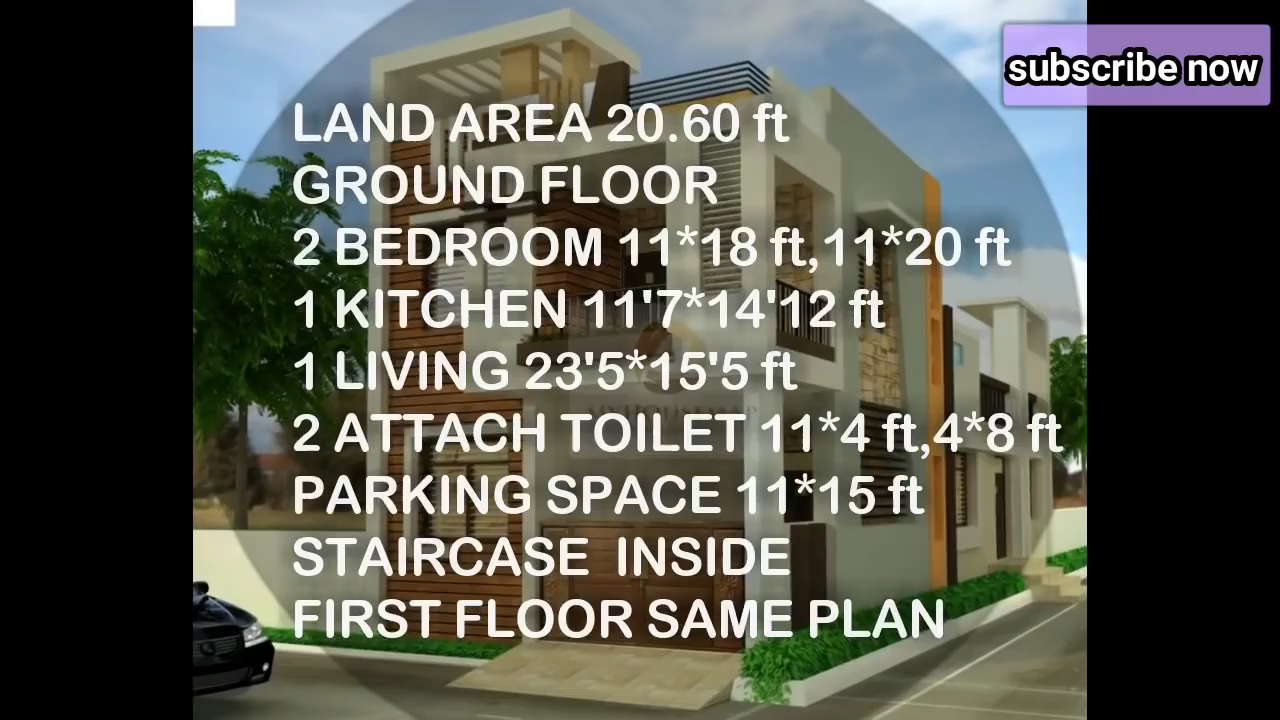 subscribe now
LAND AREA 20.60 ft
GROUND FLOOR
2 BEDROOM 11*18 ft,11*20 ft
1 KITCHEN 11'7*14'12 ft
1 LIVING 23'5*15'5 ft
2 ATTACH TOILET 11*4 ft,4*8 ft
PARKING SPACE 11*15 ft
STAIRCASE  INSIDE
FIRST FLOOR SAME PLAN